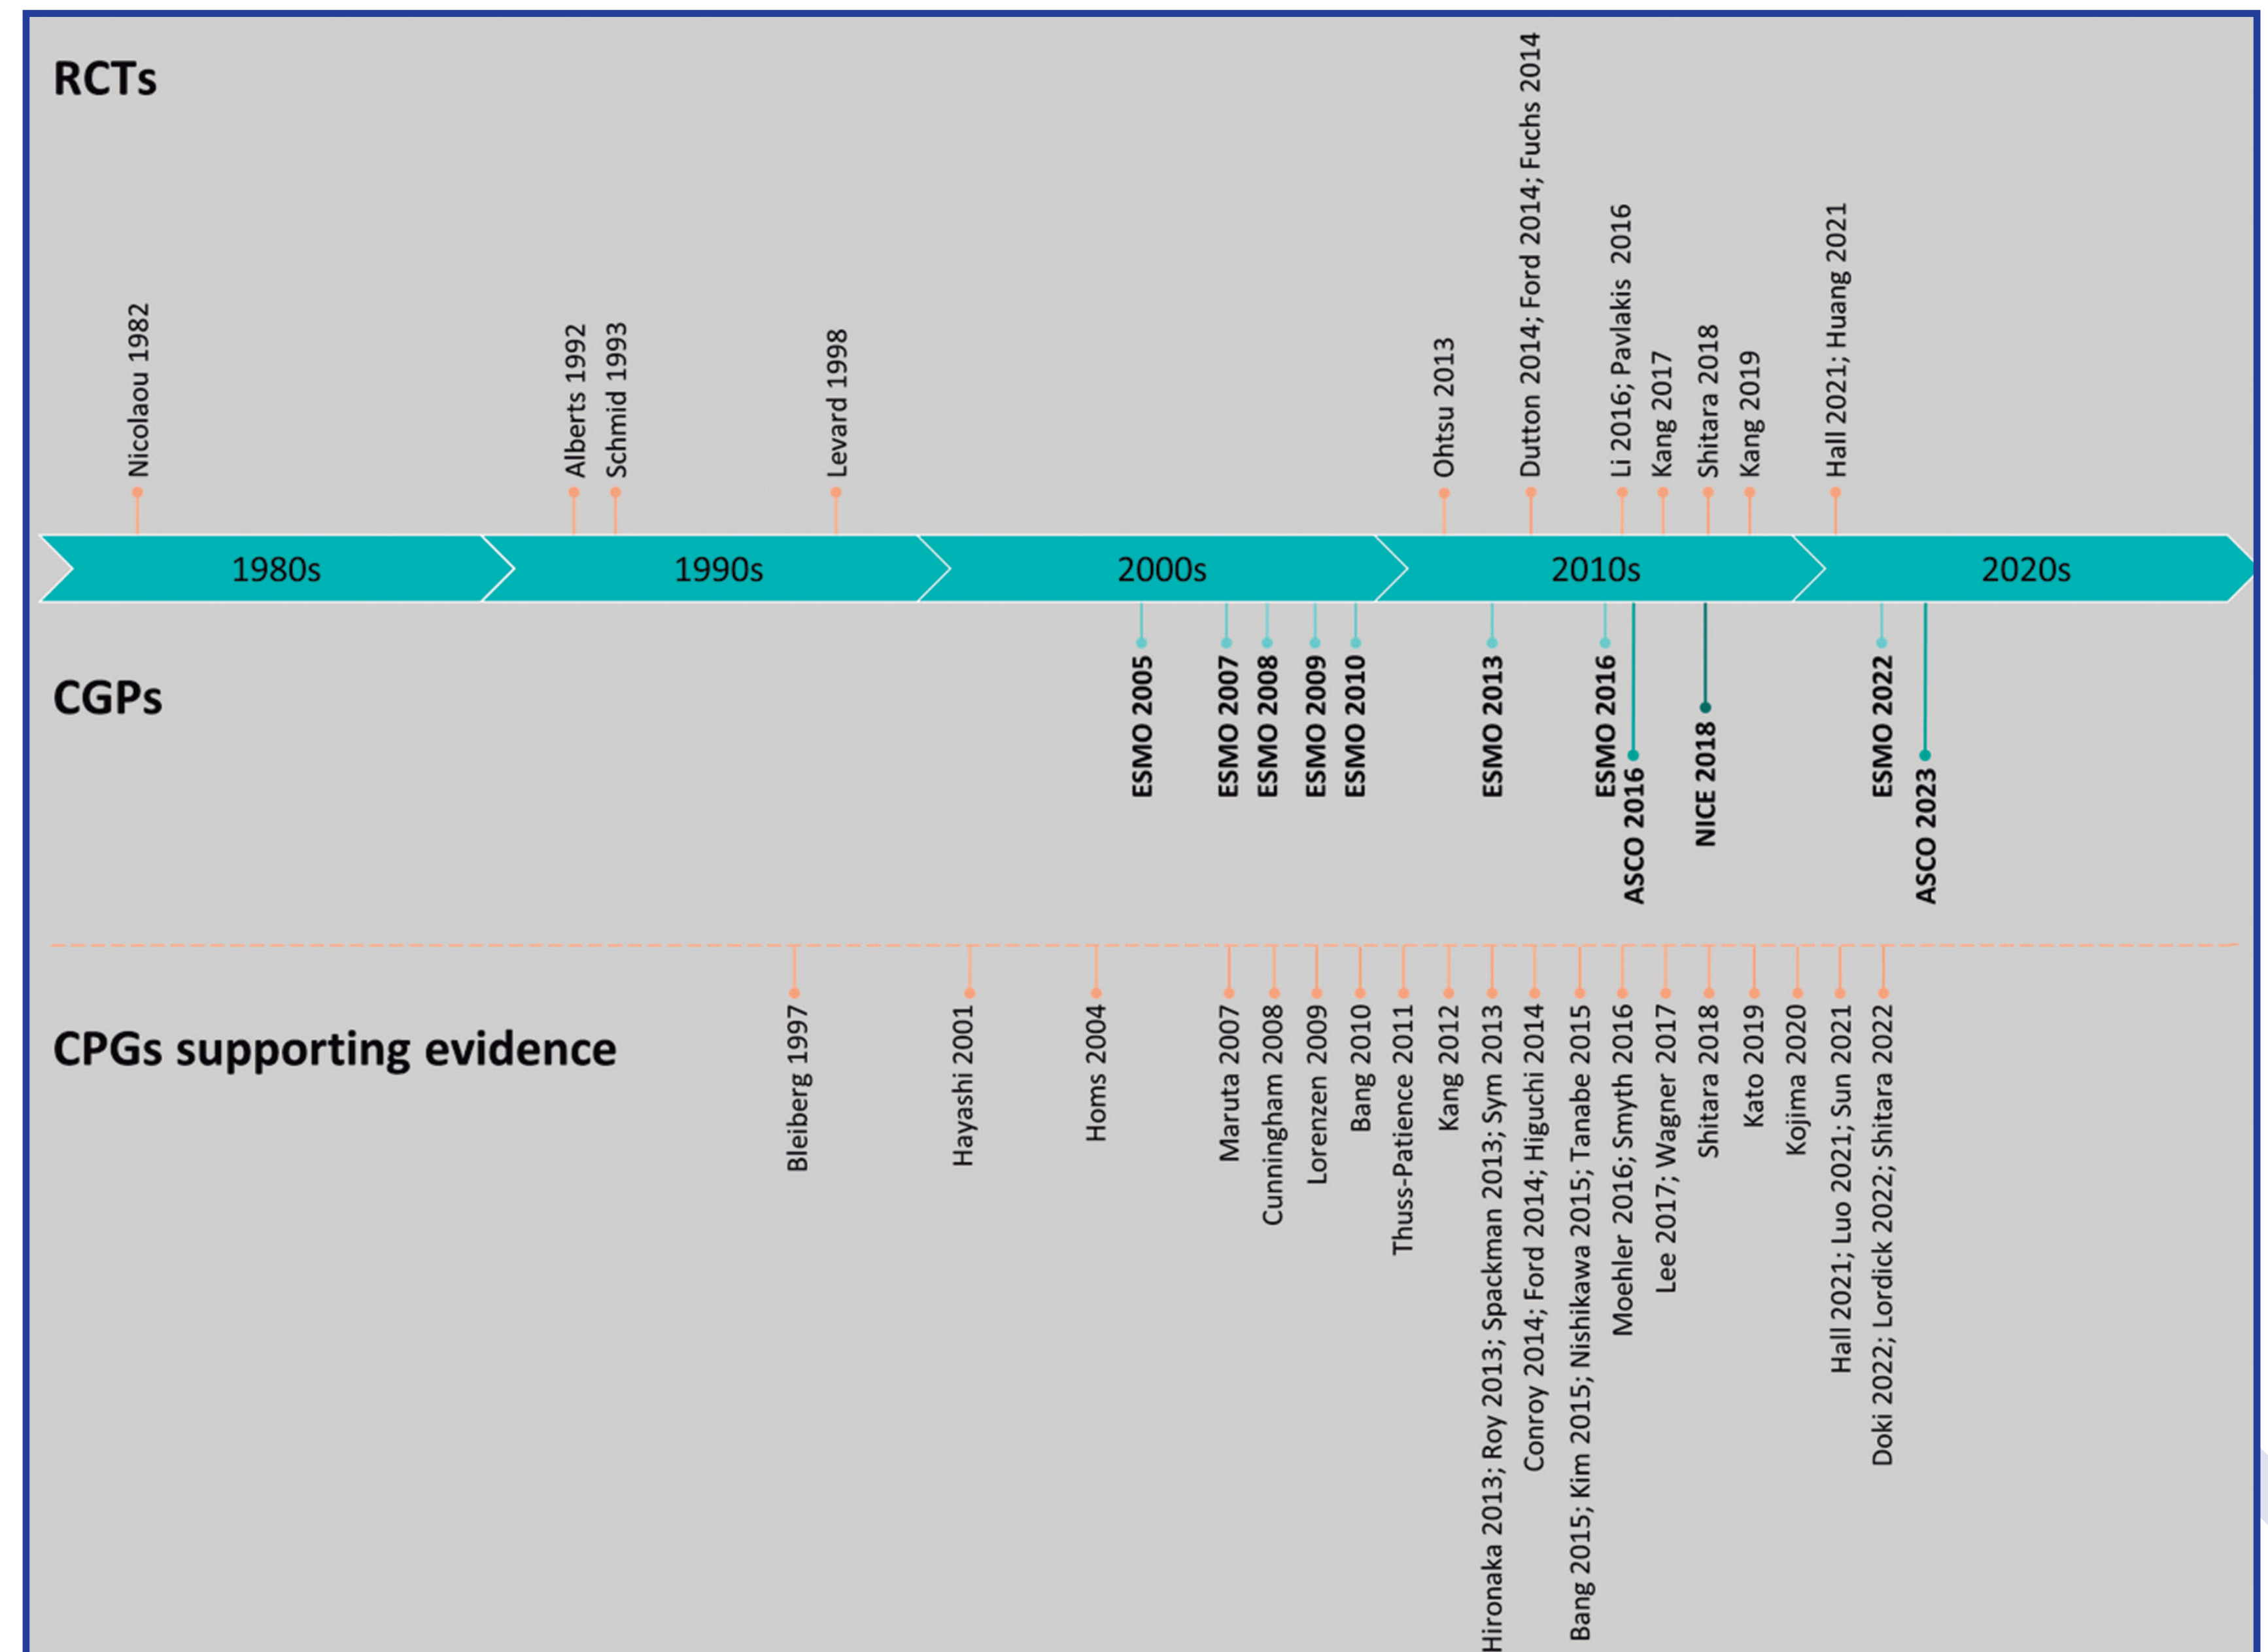 RCTs
Nicolaou 1982
Alberts 1992
Schmid 1993
Levard 1998
Ohtsu 2013
Dutton 2014; Ford 2014; Fuchs 2014
Li 2016; Pavlakis 2016
Kang 2017
Shitara 2018
Kang 2019
Hall 2021; Huang 2021
1980s
1990s
2000s
2010s
2020s
CGPs
ESMO 2005
ESMO 2007
ESMO 2008
ESMO 2009
ESMO 2010
ESMO 2013
ESMO 2016
ASCO 2016
NICE 2018
ESMO 2022
ASCO 2023
CPGs supporting evidence
Bleiberg 1997
Hayashi 2001
Homs 2004
Maruta 2007
Cunningham 2008
Lorenzen 2009
Bang 2010
Thuss-Patience 2011
Kang 2012
Hironaka 2013; Roy 2013; Spackman 2013; Sym 2013
Conroy 2014; Ford 2014; Higuchi 2014
Bang 2015; Kim 2015; Nishikawa 2015; Tanabe 2015
Moehler 2016; Smyth 2016
Lee 2017; Wagner 2017
Shitara 2018
Kato 2019
Kojima 2020
Hall 2021; Luo 2021; Sun 2021
Doki 2022; Lordick 2022; Shitara 2022